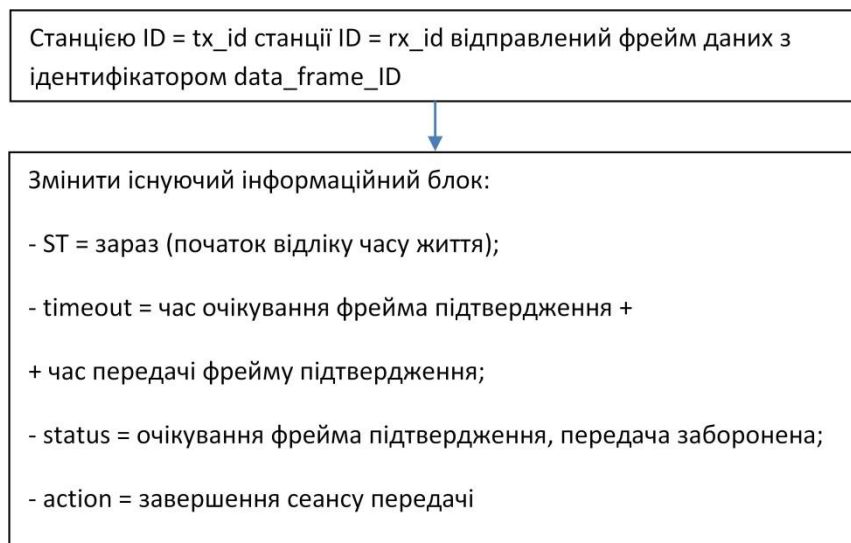 Станцією ID = tx_id станції ID = rx_id відправлений фрейм даних з
ідентифікатором data_frame_ID
Змінити існуючий інформаційний блок:
- ST = зараз (початок відліку часу життя);
- timeout = час очікування фрейма підтвердження +
+ час передачі фрейму підтвердження;
- status = очікування фрейма підтвердження, передача заборонена;
- action = завершення сеансу передачі